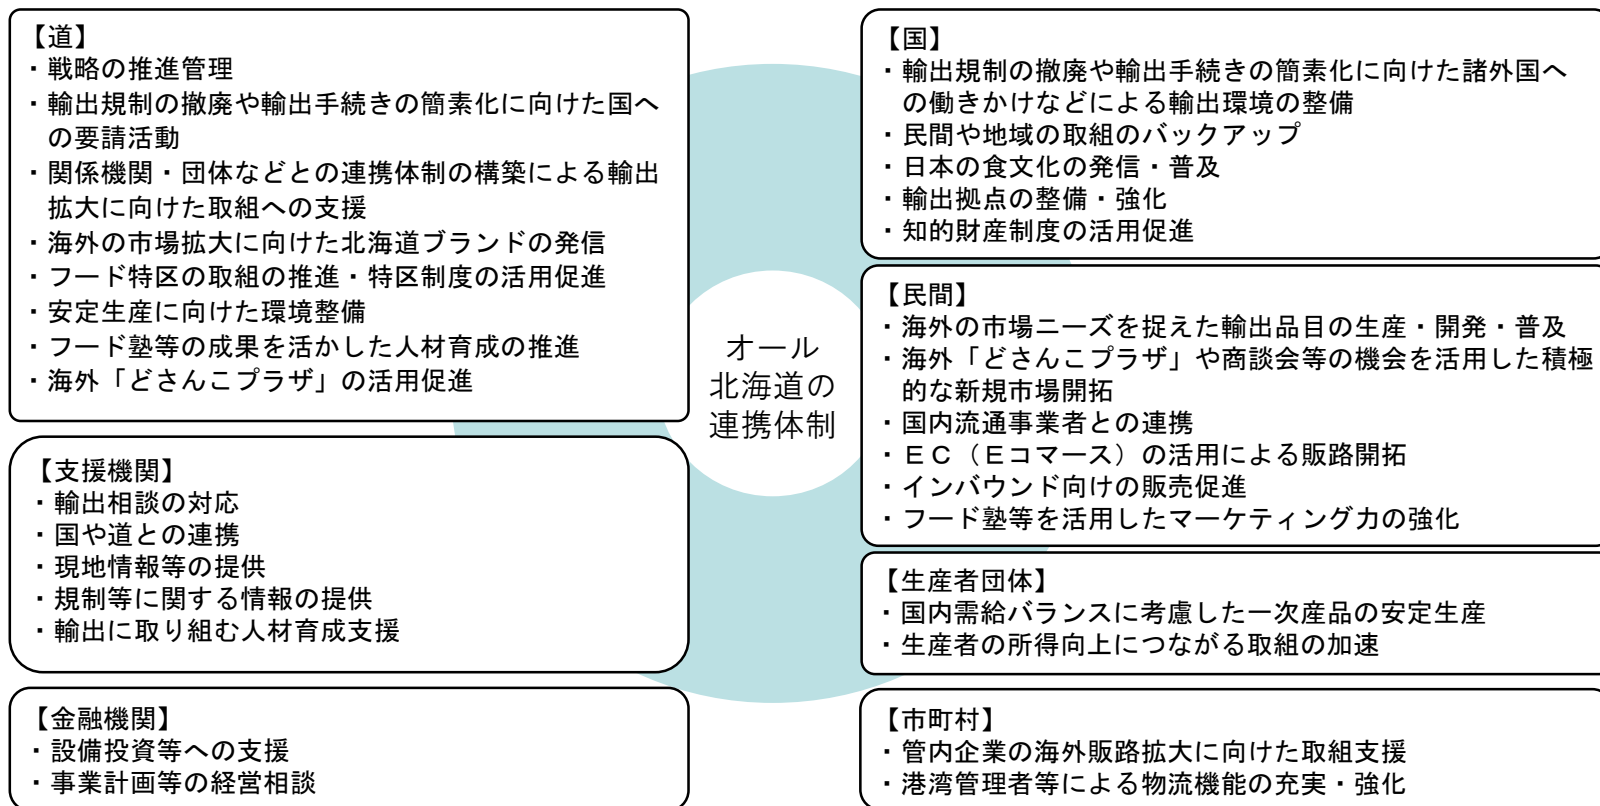 【道】
・戦略の推進管理
・輸出規制の撤廃や輸出手続きの簡素化に向けた国へ
の要請活動
・関係機関・団体などとの連携体制の構築による輸出
拡大に向けた取組への支援
・海外の市場拡大に向けた北海道ブランドの発信
・フード特区の取組の推進・特区制度の活用促進
・安定生産に向けた環境整備
・フード塾等の成果を活かした人材育成の推進
・海外「どさんこプラザ」の活用促進
【支援機関】
・輸出相談の対応
・国や道との連携
・現地情報等の提供
・規制等に関する情報の提供
・輸出に取り組む人材育成支援
【金融機関】
・設備投資等への支援
・事業計画等の経営相談
オール
北海道の
連携体制
【国】
・輸出規制の撤廃や輸出手続きの簡素化に向けた諸外国へ
の働きかけなどによる輸出環境の整備
・民間や地域の取組のバックアップ
・日本の食文化の発信・普及
・輸出拠点の整備・強化
・知的財産制度の活用促進
【民間】
・海外の市場ニーズを捉えた輸出品目の生産・開発・普及
・海外「どさんこプラザ」や商談会等の機会を活用した積極
的な新規市場開拓
・国内流通事業者との連携
・ＥＣ（Ｅコマース）の活用による販路開拓
・インバウンド向けの販売促進
・フード塾等を活用したマーケティング力の強化
【生産者団体】
・国内需給バランスに考慮した一次産品の安定生産
・生産者の所得向上につながる取組の加速
【市町村】
・管内企業の海外販路拡大に向けた取組支援
・港湾管理者等による物流機能の充実・強化